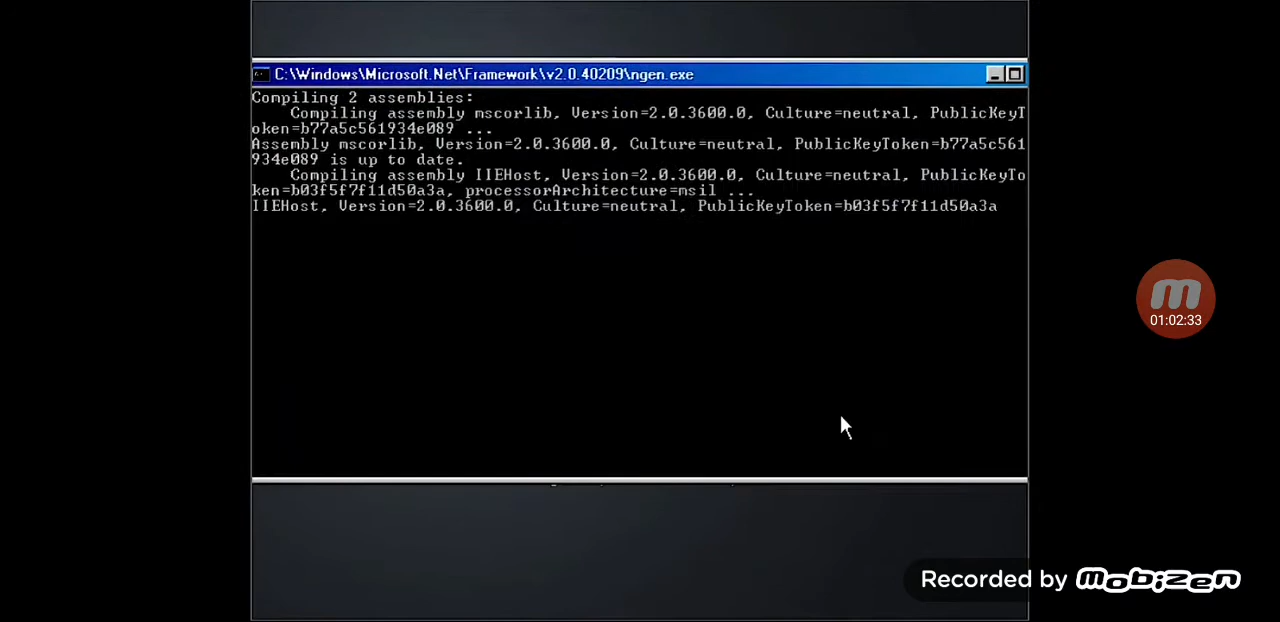 C:\Windows\Microsoft.Net\Framework\v2.0.40209\ngen.exe
Compiling 2 assemblies:
Compiling assembly mscorlib, Version=2.0.3600.0, Culture=neutral, PublicKeyT
oken=b77a5c561934e089 ...
Assembly mscorlib, Version=2.0.3600.0, Culture=neutral, PublicKeyToken=b77a5c561
934e089 is up to date.
Compiling assembly IIEHost, Version=2.0.3600.0, Culture=neutral, PublicKeyTo
ken=b03f5f7f11d50a3a, processorArchitecture=msil ...
IIEHost, Version=2.0.3600.0, Culture=neutral, PublicKeyToken=b03f5f7f11d50a3a
01:02:33
Recorded by mobizen